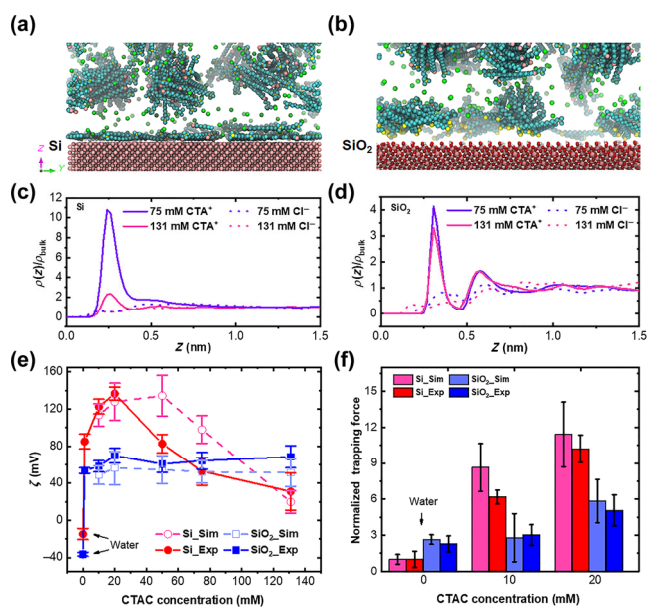 (a)
(b)
Si
Z
Y
SiO₂
(c)
(d)
Si
75 mM CTA⁺ 75 mM Cl⁻
131 mM CTA⁺ 131 mM Cl⁻
12
10
8
6
4
2
0
ρ(z)/ρbulk
0.0 0.5 1.0 1.5
Z (nm)
SiO₂
75 mM CTA⁺ 75 mM Cl⁻
131 mM CTA⁺ 131 mM Cl⁻
4
3
2
1
0
ρ(z)/ρbulk
0.0 0.5 1.0 1.5
Z (nm)
(e)
(f)
160
120
80
40
0
−40
ζ (mV)
Water
Si_Sim SiO₂_Sim
Si_Exp SiO₂_Exp
0 20 40 60 80 100 120 140
CTAC concentration (mM)
Si_Sim SiO₂_Sim
Si_Exp SiO₂_Exp
18
15
12
9
6
3
0
Normalized trapping force
Water
0 10 20
CTAC concentration (mM)